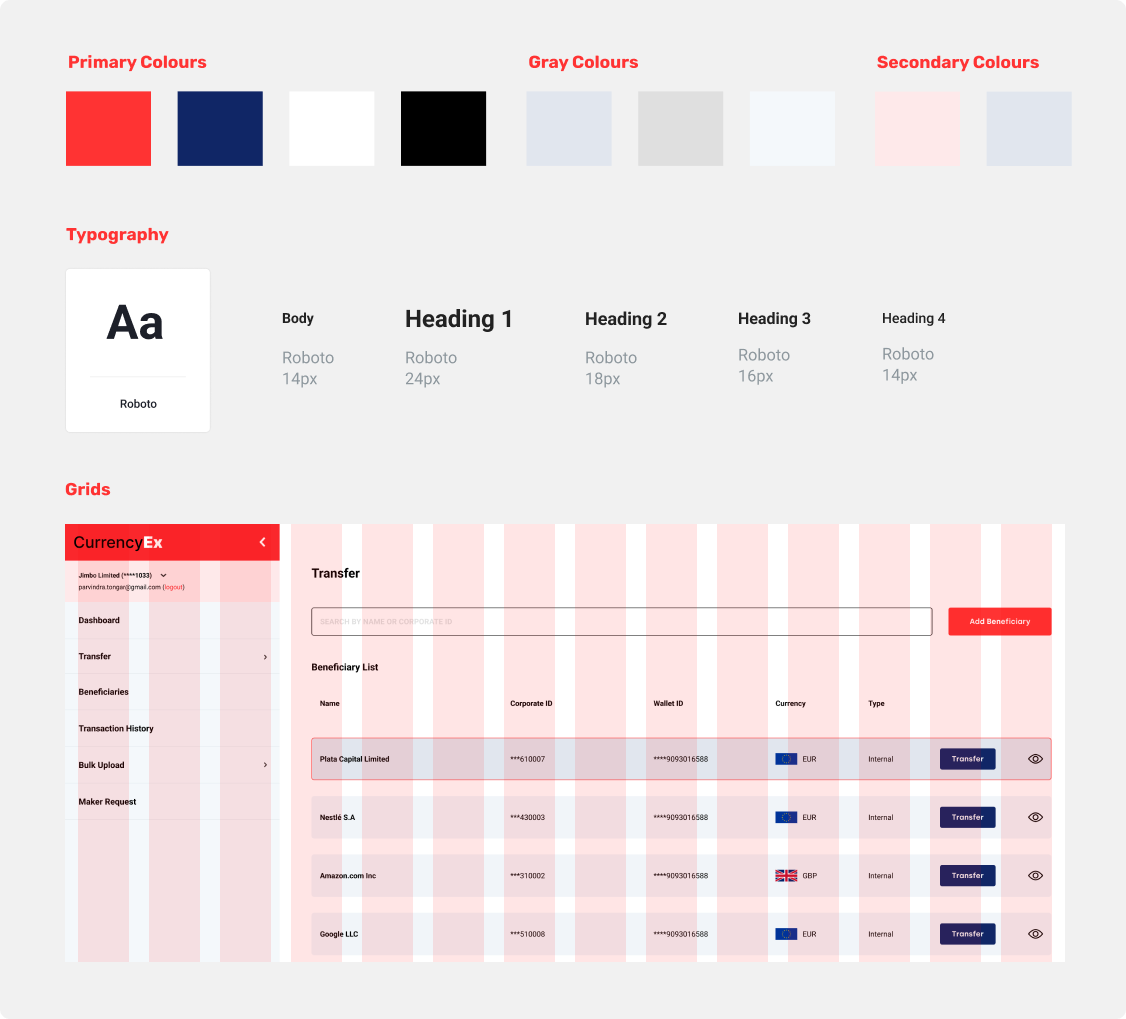 Primary Colours
Gray Colours
Secondary Colours
Typography
Aa
Roboto
Body
Roboto
14px
Heading 1
Roboto
24px
Heading 2
Roboto
18px
Heading 3
Roboto
16px
Heading 4
Roboto
14px
Grids
CurrencyEx
Jimbo Limited (****1033)
parvindra.tongar@gmail.com (logout)
Dashboard
Transfer
Beneficiaries
Transaction History
Bulk Upload
Maker Request
Transfer
SEARCH BY NAME OR CORPORATE ID
Add Beneficiary
Beneficiary List
Name Corporate ID Wallet ID Currency Type
Plata Capital Limited ***610007 ****9093016588 EUR Internal Transfer
Nestlé S.A ***430003 ****9093016588 EUR Internal Transfer
Amazon.com Inc ***310002 ****9093016588 GBP Internal Transfer
Google LLC ***510008 ****9093016588 EUR Internal Transfer